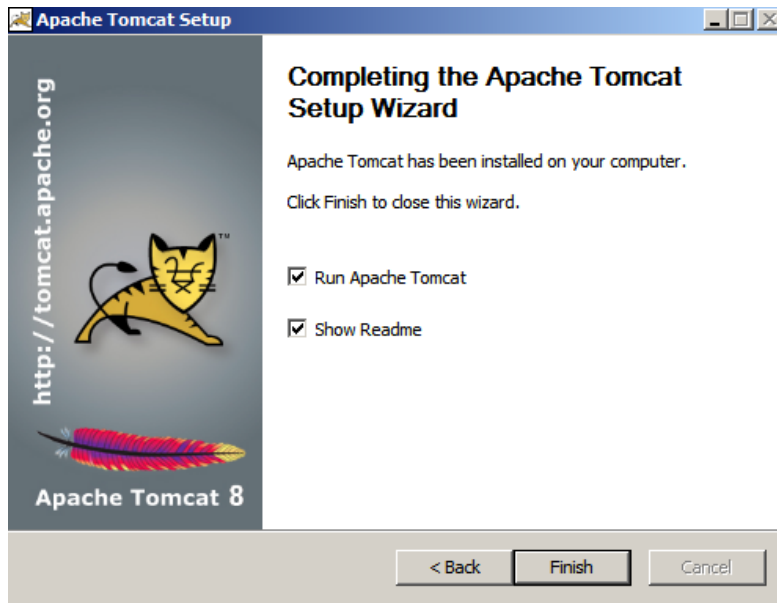 Apache Tomcat Setup
http://tomcat.apache.org
TM
Apache Tomcat 8
Completing the Apache Tomcat
Setup Wizard
Apache Tomcat has been installed on your computer.
Click Finish to close this wizard.
Run Apache Tomcat
Show Readme
< Back
Finish
Cancel